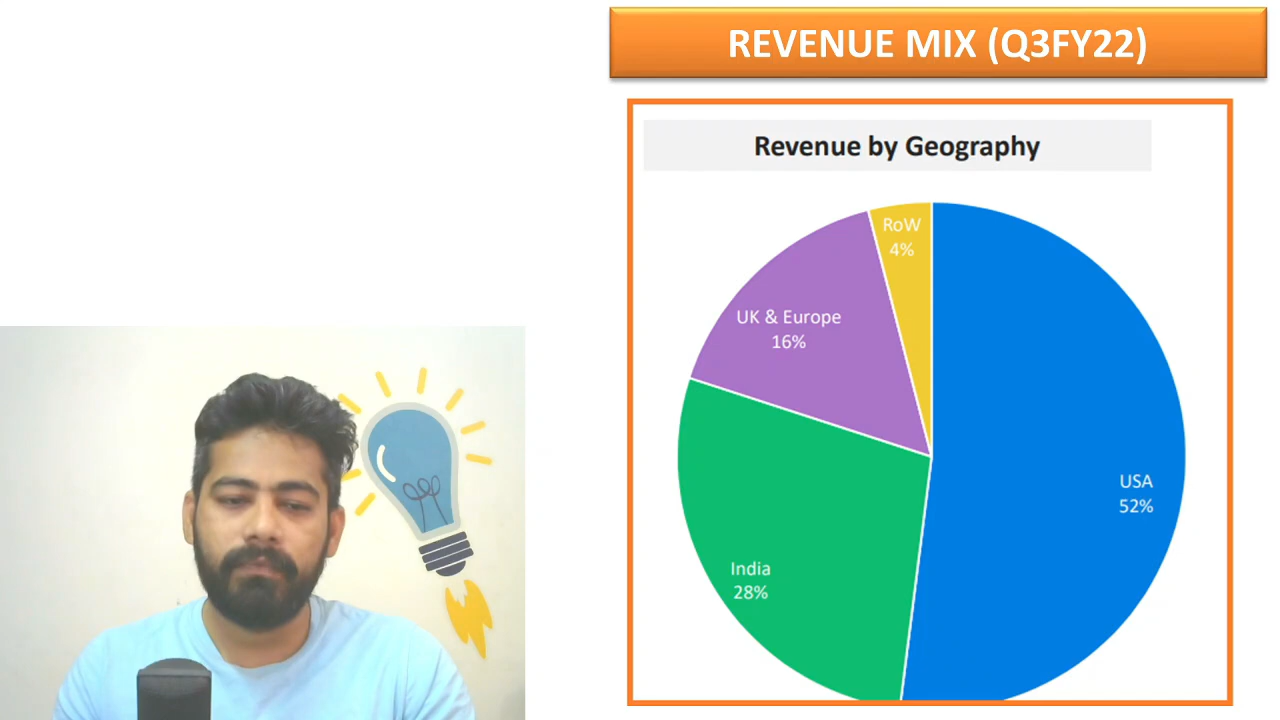 REVENUE MIX (Q3FY22)
Revenue by Geography
RoW
4%
UK & Europe
16%
USA
52%
India
28%